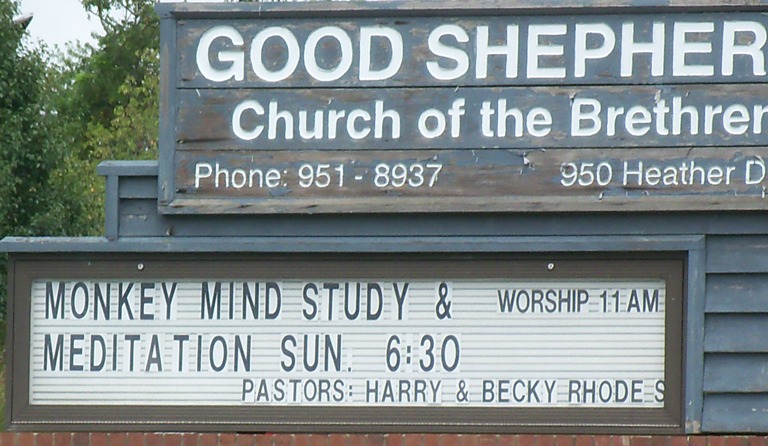 GOOD SHEPHER
Church of the Brethren
Phone: 951 - 8937 950 Heather D
MONKEY MIND STUDY & WORSHIP 11 AM
MEDITATION SUN. 6:30
PASTORS: HARRY & BECKY RHODES